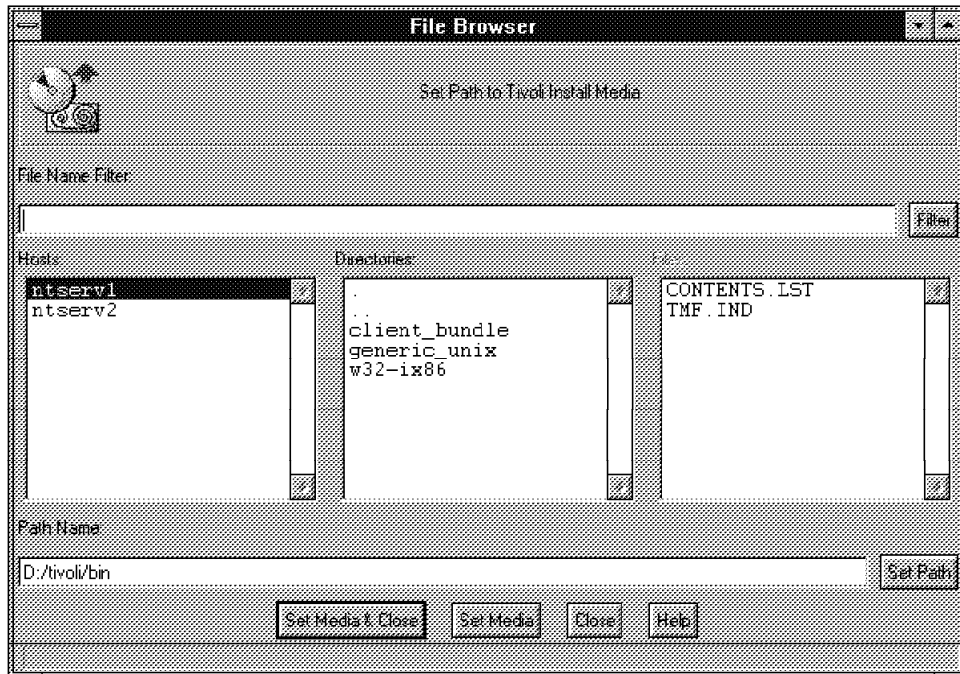 File Browser
Set Path to Tivoli Install Media
File Name Filter:
Filter
Hosts:
Directories:
ntserv1
ntserv2
.
..
client_bundle
generic_unix
w32-ix86
CONTENTS.LST
TMF.IND
Path Name:
D:/tivoli/bin
Set Path
Set Media & Close
Set Media
Close
Help